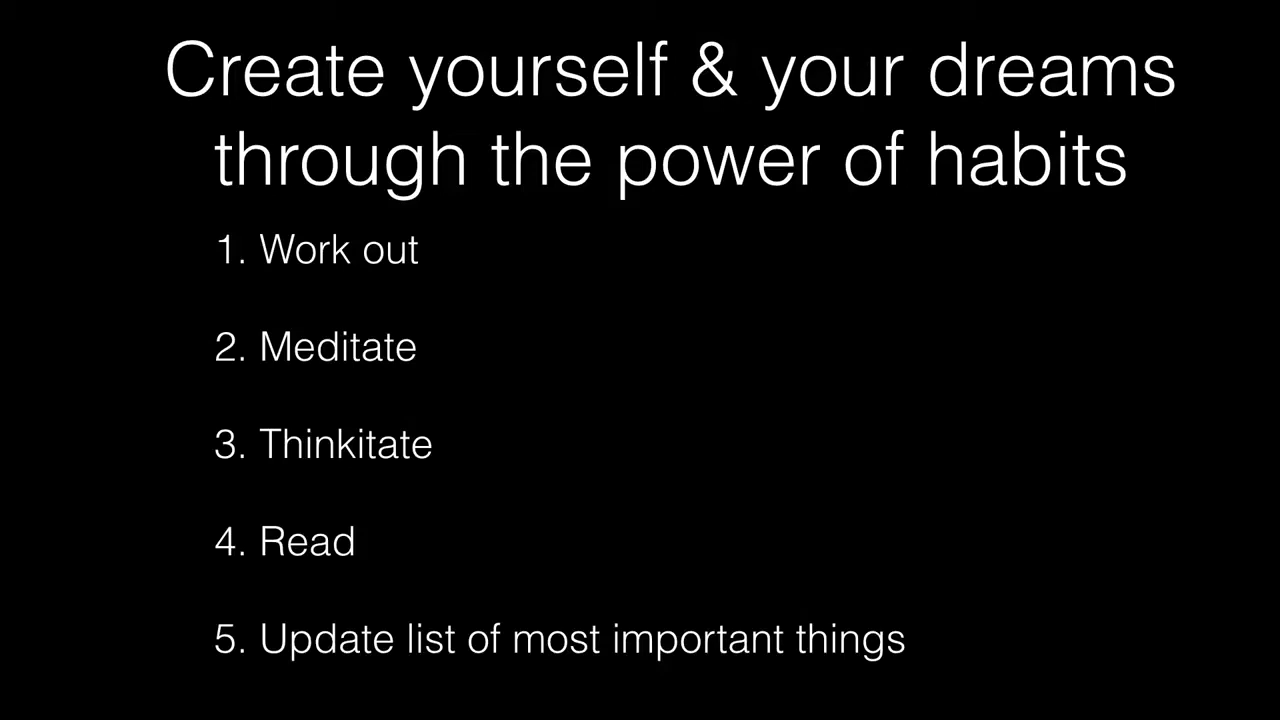 Create yourself & your dreams
through the power of habits
1. Work out
2. Meditate
3. Thinkitate
4. Read
5. Update list of most important things